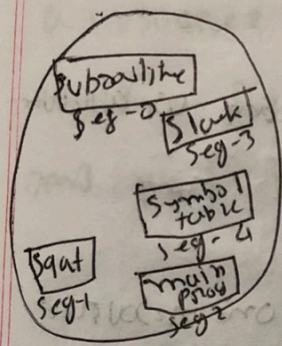 Subroutine
Seg-0
Stack
Seg-3
Symbol
table
Seg-4
Sqrt
Seg-1
main
prog
Seg2